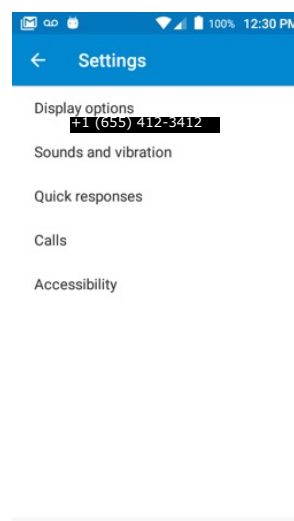 100% 12:30 PM
Settings
Display options
+1 (655) 412-3412
Sounds and vibration
Quick responses
Calls
Accessibility